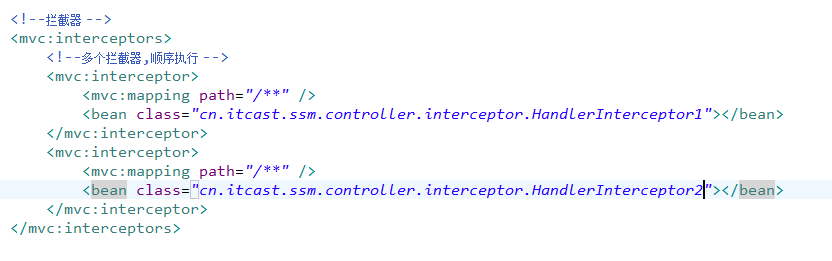 <!--拦截器 -->
<mvc:interceptors>
<!--多个拦截器,顺序执行 -->
<mvc:interceptor>
<mvc:mapping path="/**" />
<bean class="cn.itcast.ssm.controller.interceptor.HandlerInterceptor1"></bean>
</mvc:interceptor>
<mvc:interceptor>
<mvc:mapping path="/**" />
<bean class="cn.itcast.ssm.controller.interceptor.HandlerInterceptor2"></bean>
</mvc:interceptor>
</mvc:interceptors>